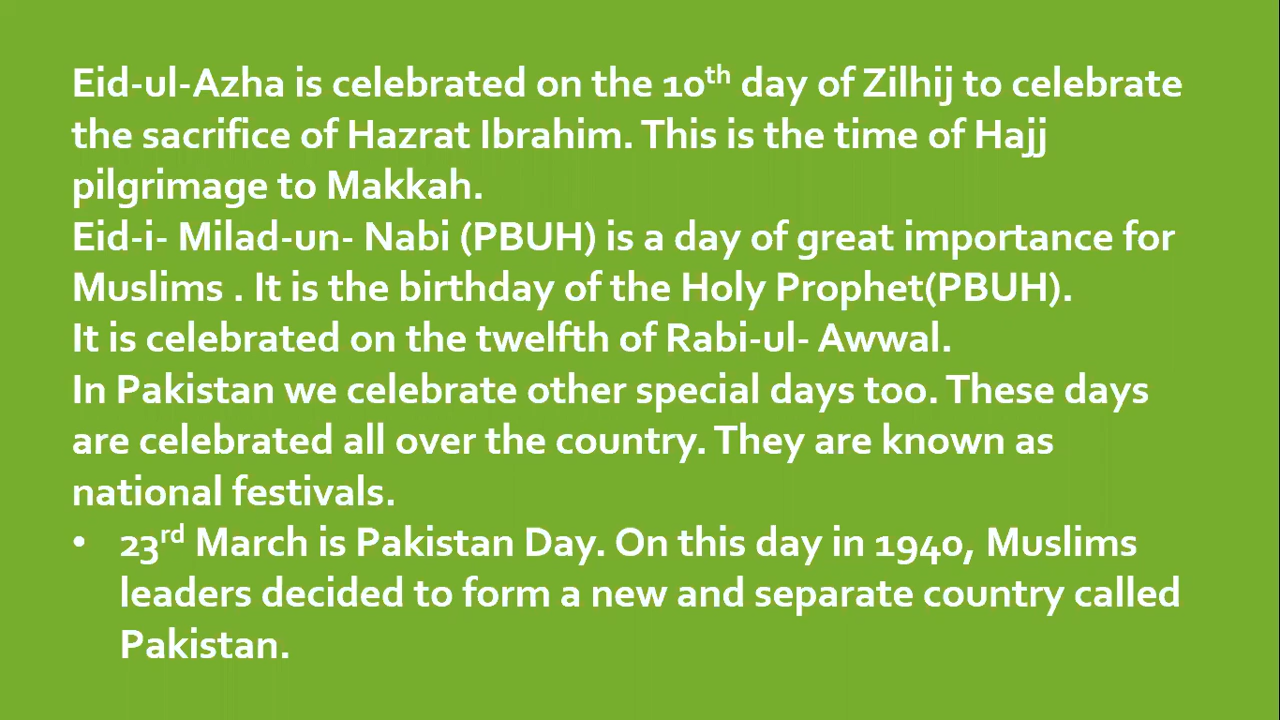 Eid-ul-Azha is celebrated on the 10th day of Zilhij to celebrate
the sacrifice of Hazrat Ibrahim. This is the time of Hajj
pilgrimage to Makkah.
Eid-i- Milad-un- Nabi (PBUH) is a day of great importance for
Muslims . It is the birthday of the Holy Prophet(PBUH).
It is celebrated on the twelfth of Rabi-ul- Awwal.
In Pakistan we celebrate other special days too. These days
are celebrated all over the country. They are known as
national festivals.
• 23rd March is Pakistan Day. On this day in 1940, Muslims
leaders decided to form a new and separate country called
Pakistan.